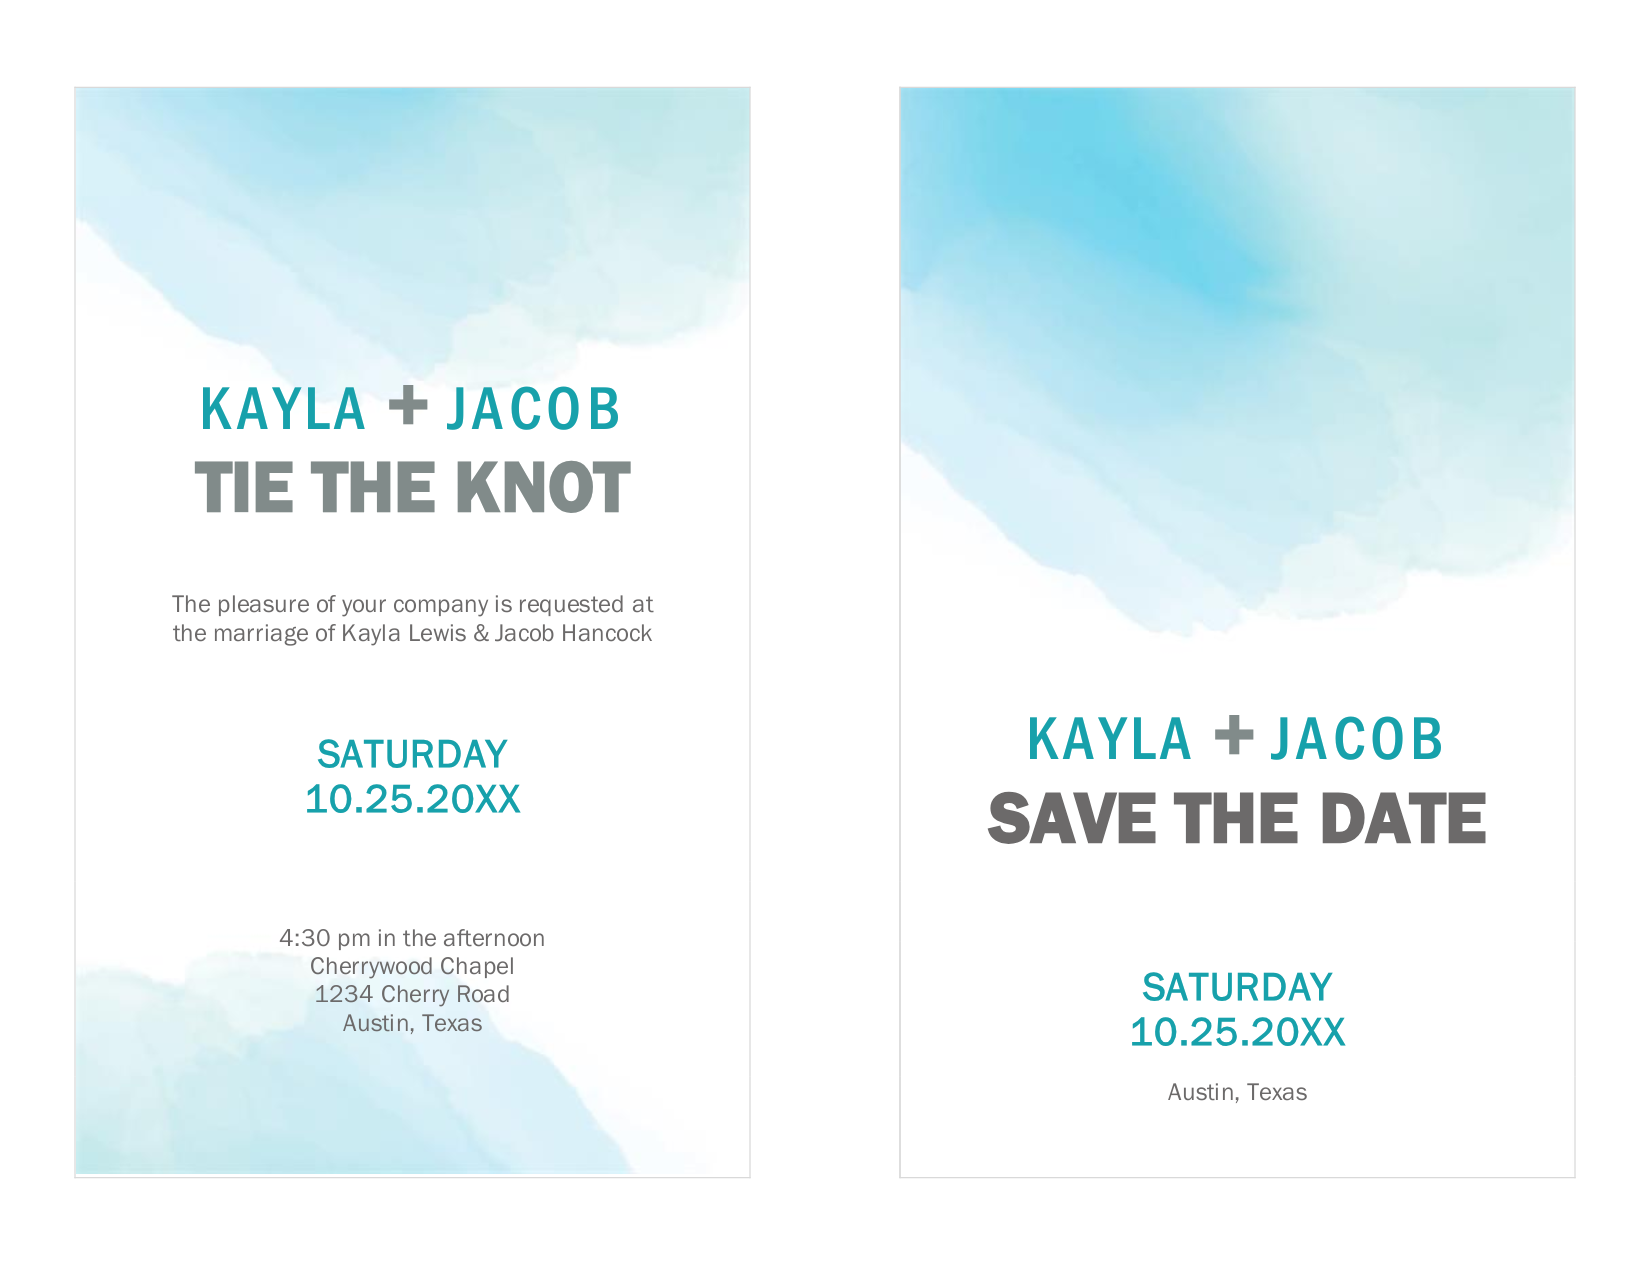 KAYLA + JACOB
TIE THE KNOT
The pleasure of your company is requested at
the marriage of Kayla Lewis & Jacob Hancock
SATURDAY
10.25.20XX
4:30 pm in the afternoon
Cherrywood Chapel
1234 Cherry Road
Austin, Texas
KAYLA + JACOB
SAVE THE DATE
SATURDAY
10.25.20XX
Austin, Texas